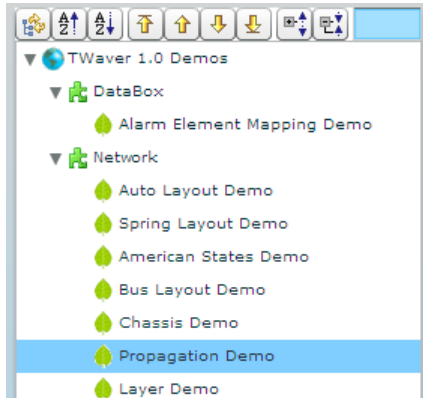 A
Z
A
Z
TWaver 1.0 Demos
DataBox
Alarm Element Mapping Demo
Network
Auto Layout Demo
Spring Layout Demo
American States Demo
Bus Layout Demo
Chassis Demo
Propagation Demo
Layer Demo